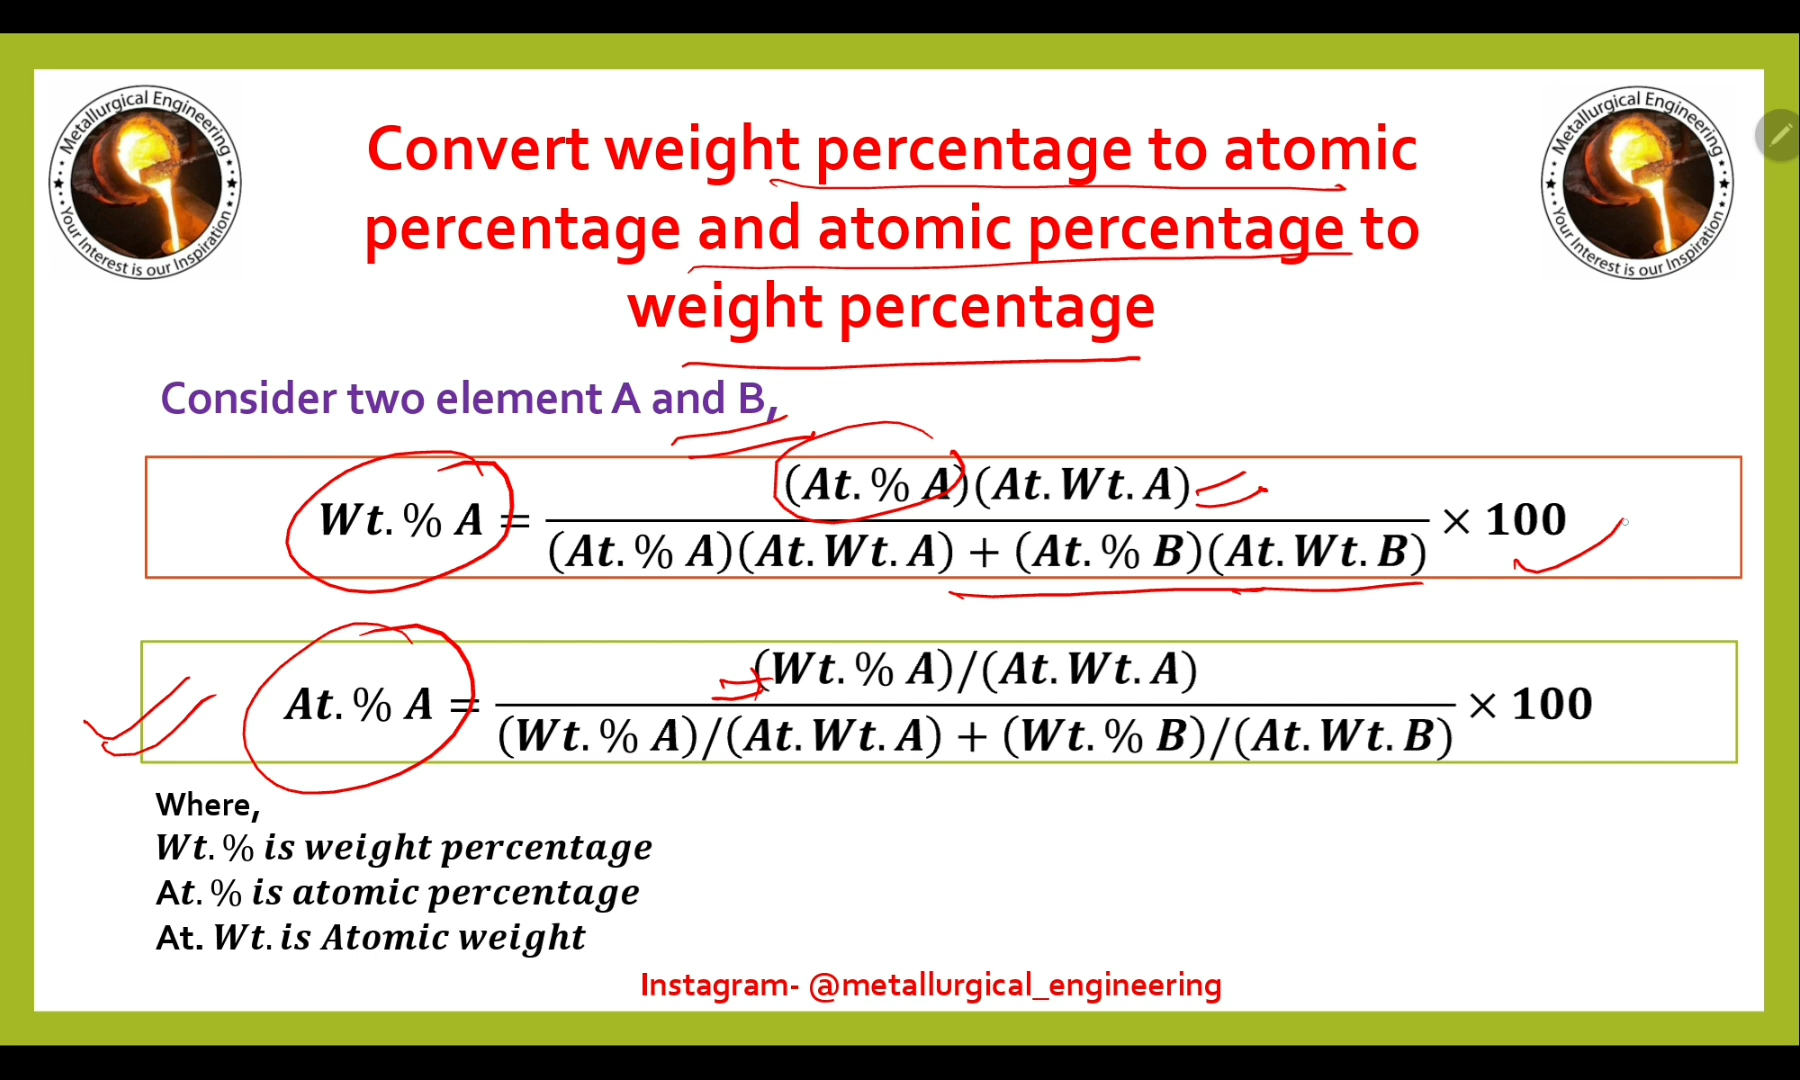 Metallurgical Engineering
Your Interest is our Inspiration
Metallurgical Engineering
Your Interest is our Inspiration
Convert weight percentage to atomic
percentage and atomic percentage to
weight percentage
Consider two element A and B,
Wt.% A = (At.% A)(At.Wt.A) / (At.% A)(At.Wt.A) + (At.% B)(At.Wt.B) × 100
At.% A = (Wt.% A)/(At.Wt.A) / (Wt.% A)/(At.Wt.A) + (Wt.% B)/(At.Wt.B) × 100
Where,
Wt.% is weight percentage
At.% is atomic percentage
At. Wt. is Atomic weight
Instagram- @metallurgical_engineering